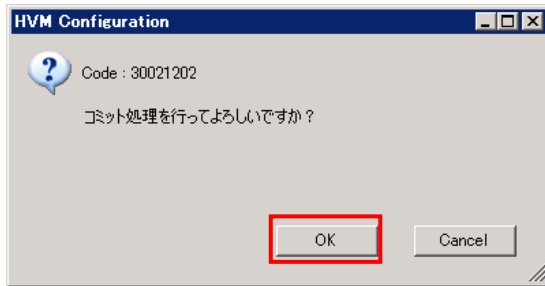 HVM Configuration
Code : 30021202
コミット処理を行ってよろしいですか？
OK
Cancel